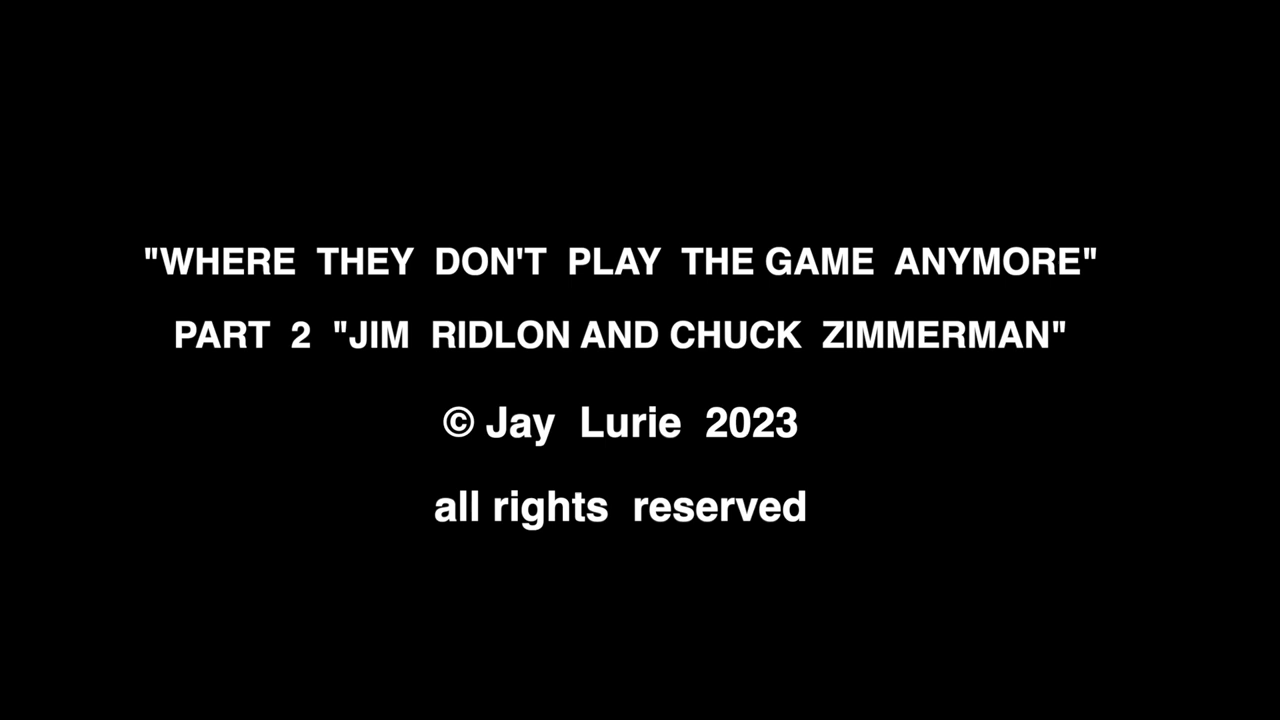 "WHERE THEY DON'T PLAY THE GAME ANYMORE"
PART 2 "JIM RIDLON AND CHUCK ZIMMERMAN"
© Jay Lurie 2023
all rights reserved